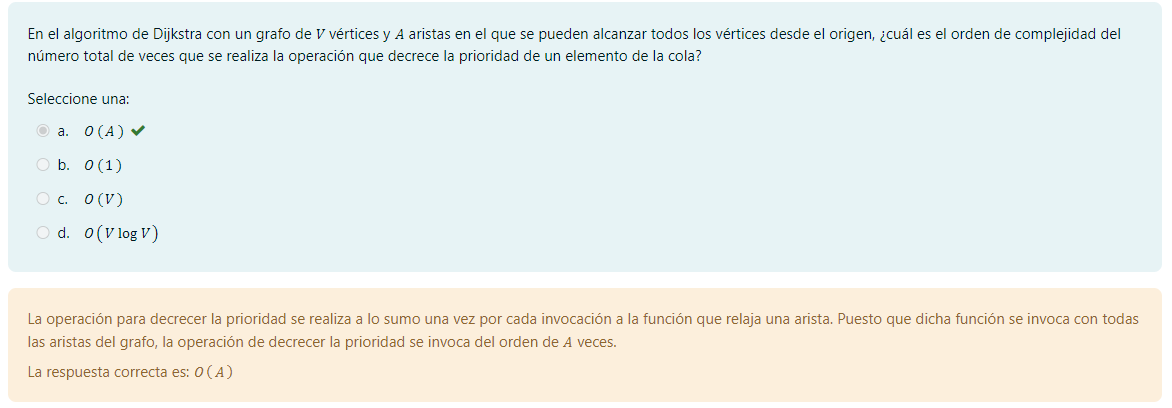 En el algoritmo de Dijkstra con un grafo de V vértices y A aristas en el que se pueden alcanzar todos los vértices desde el origen, ¿cuál es el orden de complejidad del
número total de veces que se realiza la operación que decrece la prioridad de un elemento de la cola?
Seleccione una:
a. O(A) ✔
b. O(1)
c. O(V)
d. O(V log V)
La operación para decrecer la prioridad se realiza a lo sumo una vez por cada invocación a la función que relaja una arista. Puesto que dicha función se invoca con todas
las aristas del grafo, la operación de decrecer la prioridad se invoca del orden de A veces.
La respuesta correcta es: O(A)